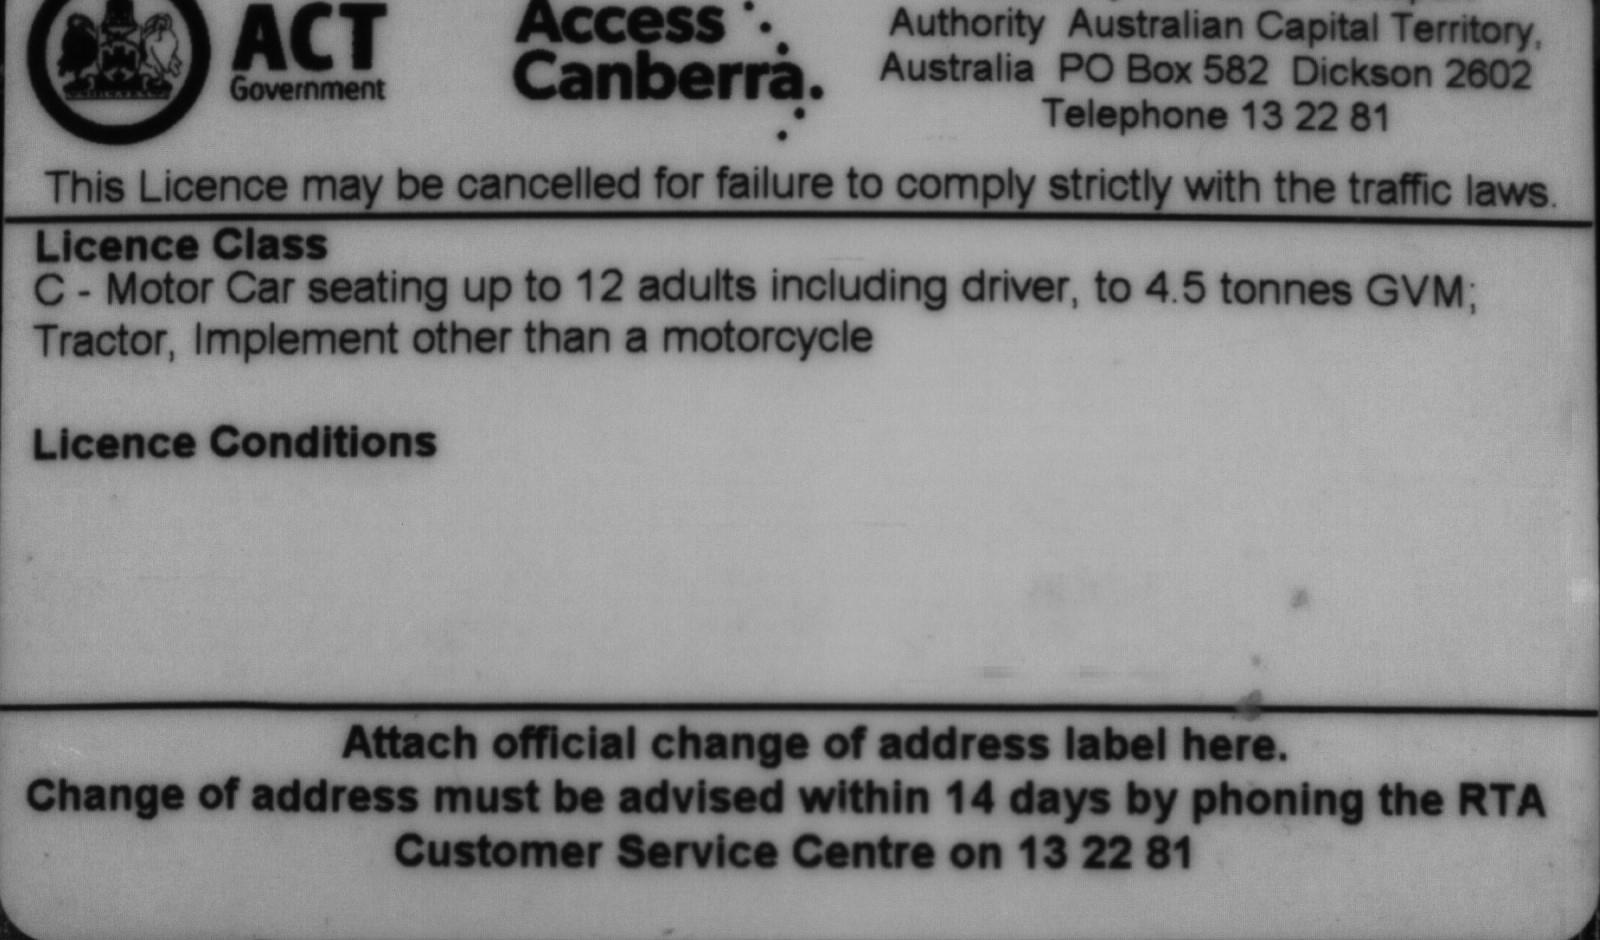 ACT
Government
Access
Canberra.
Authority Australian Capital Territory,
Australia PO Box 582 Dickson 2602
Telephone 13 22 81
This Licence may be cancelled for failure to comply strictly with the traffic laws.
Licence Class
C - Motor Car seating up to 12 adults including driver, to 4.5 tonnes GVM;
Tractor, Implement other than a motorcycle
Licence Conditions
Attach official change of address label here.
Change of address must be advised within 14 days by phoning the RTA
Customer Service Centre on 13 22 81